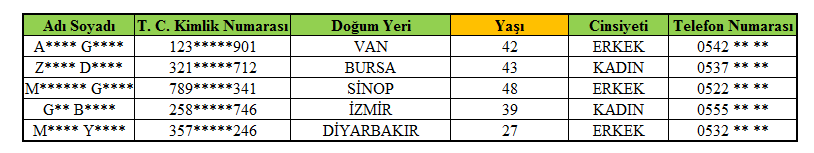 Adı Soyadı T. C. Kimlik Numarası Doğum Yeri Yaşı Cinsiyeti Telefon Numarası
A**** G**** 123*****901 VAN 42 ERKEK 0542 ** **
Z**** D**** 321*****712 BURSA 43 KADIN 0537 ** **
M****** G**** 789*****341 SİNOP 48 ERKEK 0522 ** **
G** B**** 258*****746 İZMİR 39 KADIN 0555 ** **
M**** Y**** 357*****246 DİYARBAKIR 27 ERKEK 0532 ** **